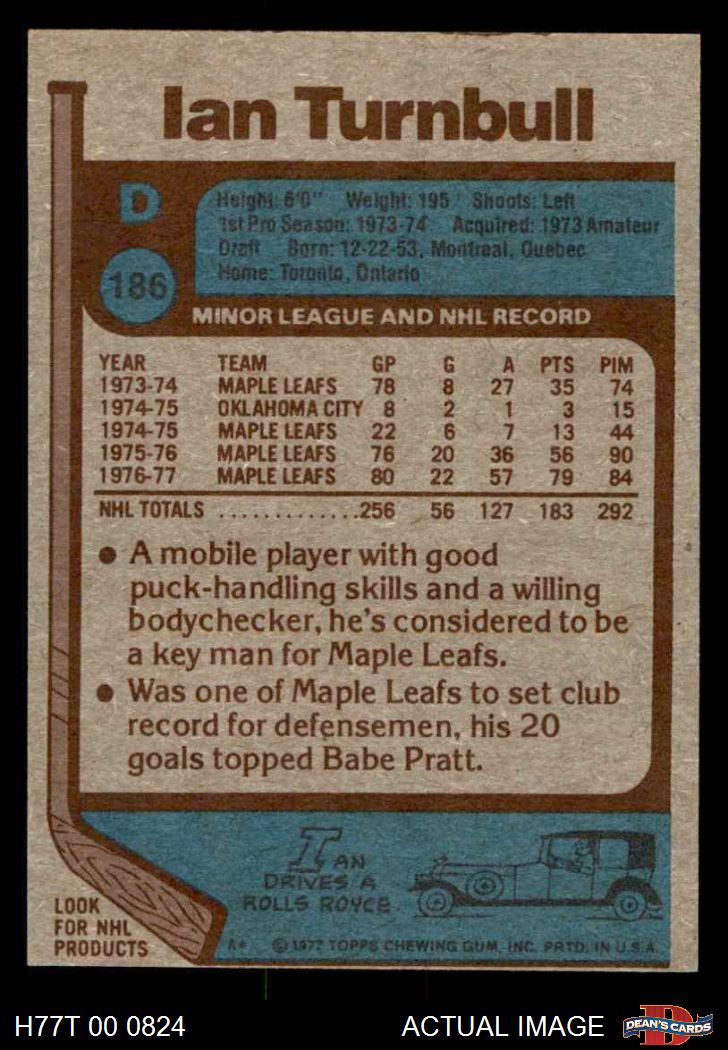 Ian Turnbull
D
Height: 6'0" Weight: 195 Shoots: Left
1st Pro Season: 1973-74 Acquired: 1973 Amateur
Draft Born: 12-22-53, Montreal, Quebec
Home: Toronto, Ontario
186
MINOR LEAGUE AND NHL RECORD
YEAR TEAM GP G A PTS PIM
1973-74 MAPLE LEAFS 78 8 27 35 74
1974-75 OKLAHOMA CITY 8 2 1 3 15
1974-75 MAPLE LEAFS 22 6 7 13 44
1975-76 MAPLE LEAFS 76 20 36 56 90
1976-77 MAPLE LEAFS 80 22 57 79 84
NHL TOTALS .............256 56 127 183 292
● A mobile player with good
puck-handling skills and a willing
bodychecker, he's considered to be
a key man for Maple Leafs.
● Was one of Maple Leafs to set club
record for defensemen, his 20
goals topped Babe Pratt.
IAN
DRIVES A
ROLLS ROYCE.
LOOK
FOR NHL
PRODUCTS
A* © 1977 TOPPS CHEWING GUM, INC. PRTD. IN U.S.A.
H77T 00 0824 ACTUAL IMAGE
D
DEAN'S CARDS